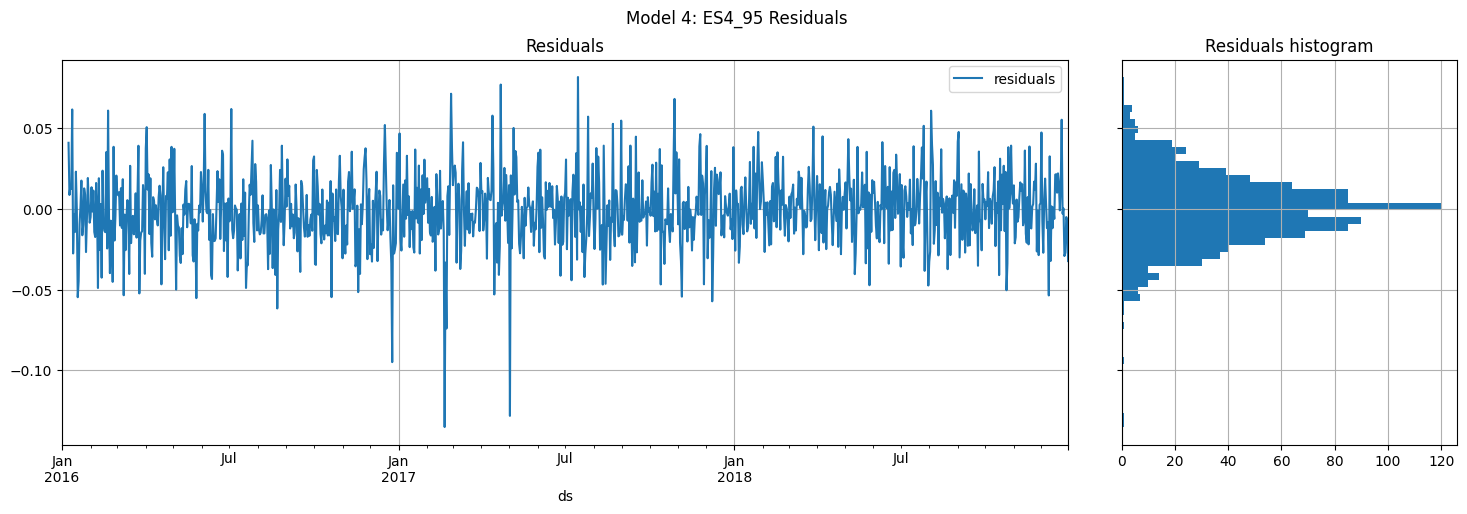 Model 4: ES4_95 Residuals
Residuals
residuals
0.05
0.00
−0.05
−0.10
Jan
2016
Jul
Jan
2017
Jul
Jan
2018
Jul
ds
Residuals histogram
0 20 40 60 80 100 120